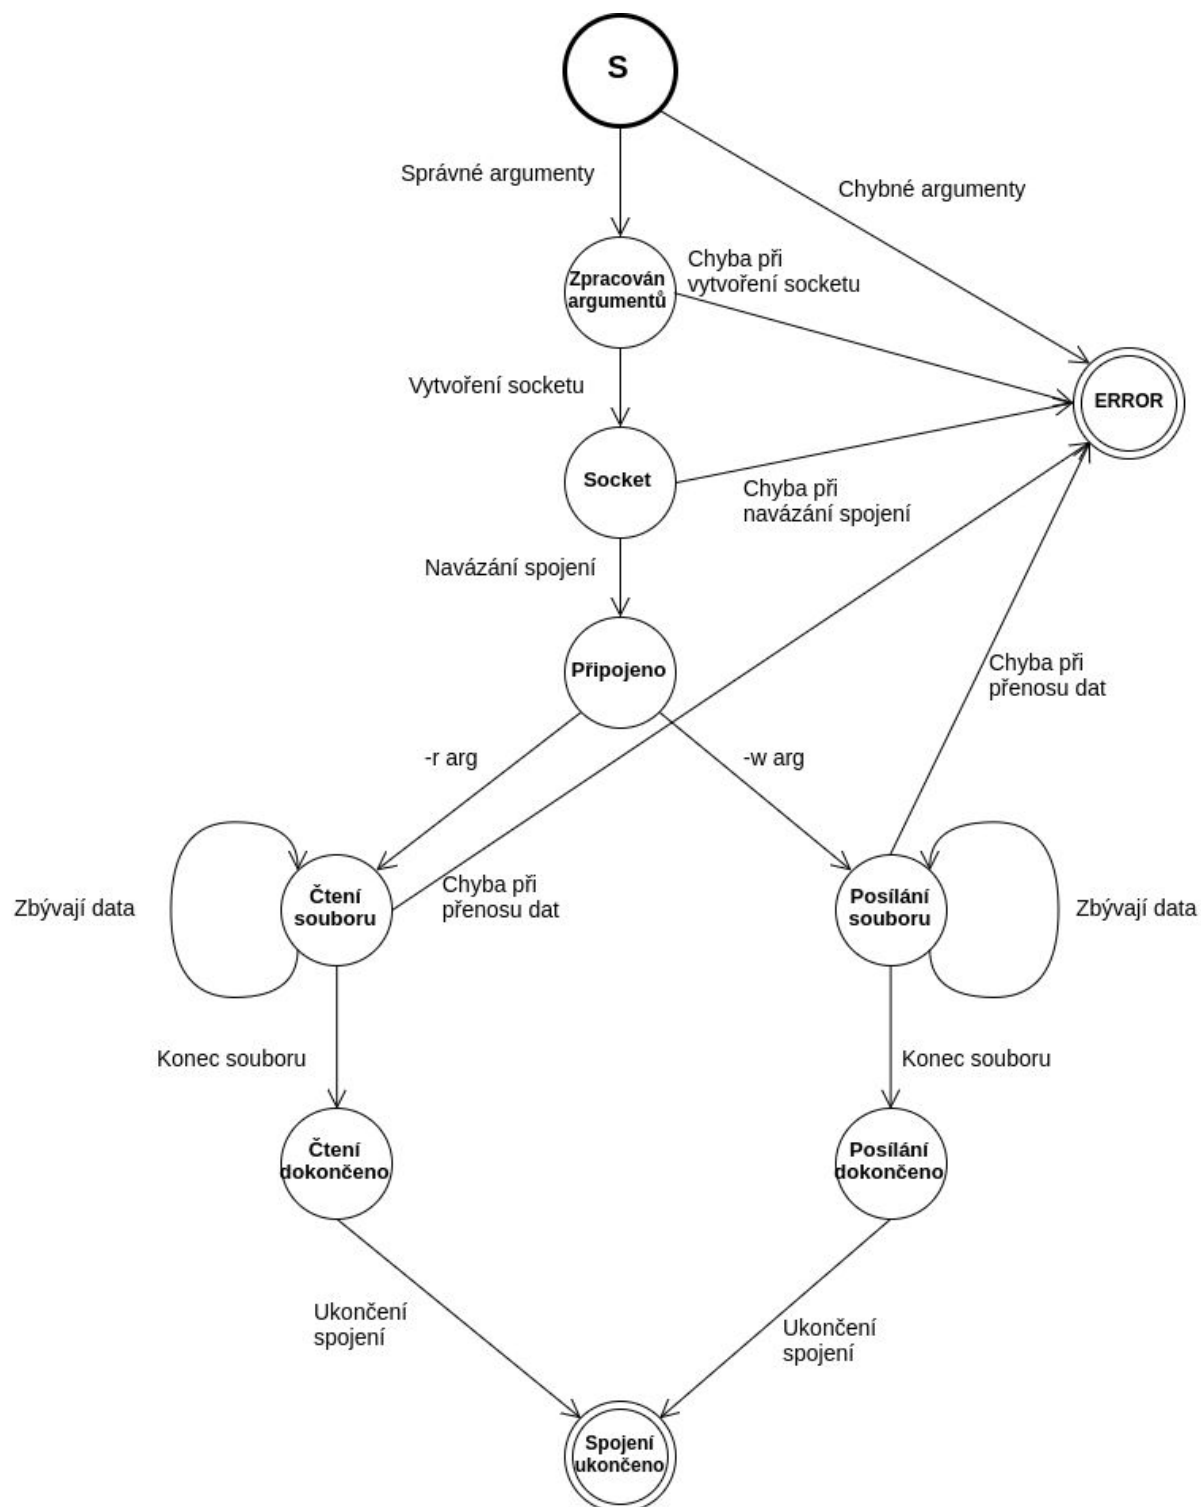 S
Správné argumenty
Chybné argumenty
Chyba při
vytvoření socketu
Zpracován
argumentů
Vytvoření socketu
ERROR
Socket
Chyba při
navázání spojení
Navázání spojení
Připojeno
Chyba při
přenosu dat
-r arg
-w arg
Zbývají data
Čtení
souboru
Chyba při
přenosu dat
Posílání
souboru
Zbývají data
Konec souboru
Konec souboru
Čtení
dokončeno
Posílání
dokončeno
Ukončení
spojení
Ukončení
spojení
Spojení
ukončeno